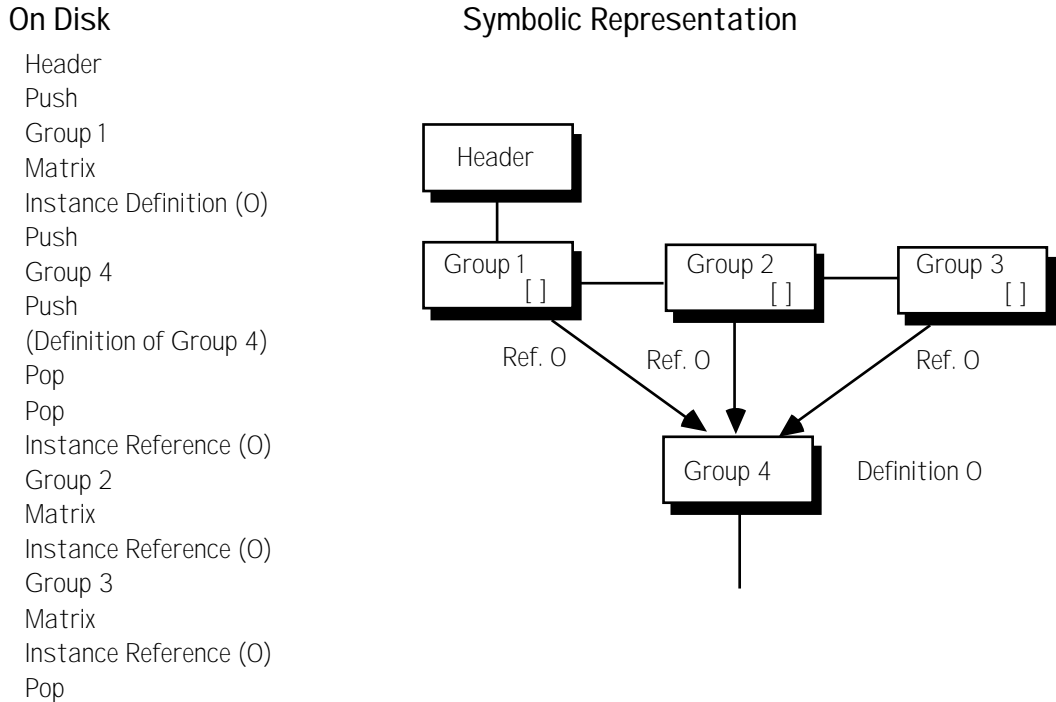 On Disk
Header
Push
Group 1
Matrix
Instance Definition (0)
Push
Group 4
Push
(Definition of Group 4)
Pop
Pop
Instance Reference (0)
Group 2
Matrix
Instance Reference (0)
Group 3
Matrix
Instance Reference (0)
Pop
Symbolic Representation
Header
Group 1
[ ]
Group 2
[ ]
Group 3
[ ]
Ref. 0
Ref. 0
Ref. 0
Group 4
Definition 0